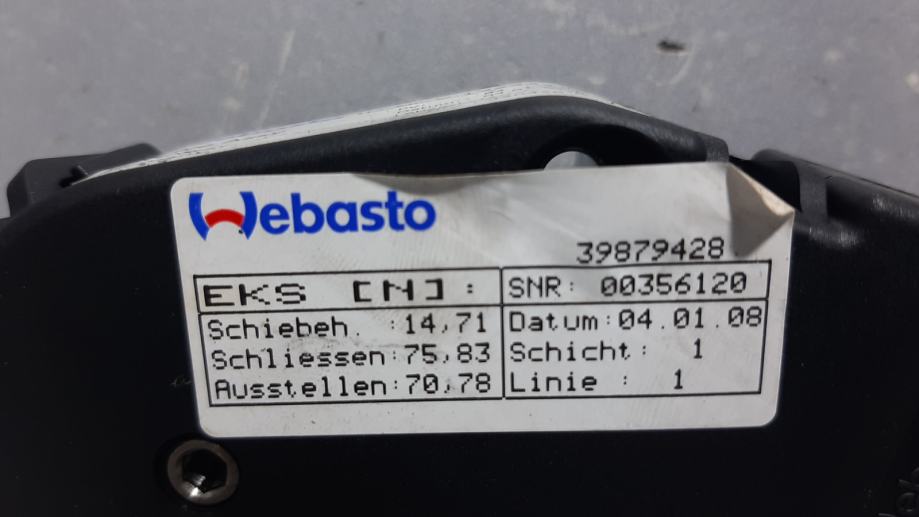 Webasto
39879428
EKS [N]:
SNR: 00356120
Schiebeh. :14,71
Datum:04.01.08
Schliessen:75,83
Schicht: 1
Ausstellen:70,78
Linie : 1